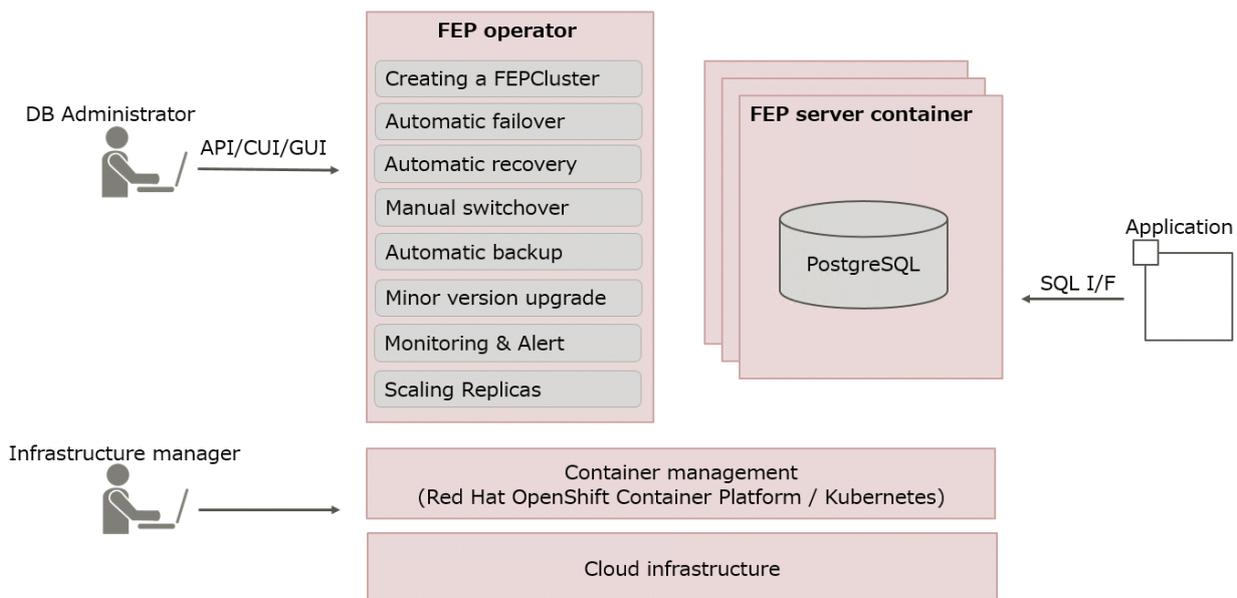 FEP operator
Creating a FEPCluster
Automatic failover
Automatic recovery
Manual switchover
Automatic backup
Minor version upgrade
Monitoring & Alert
Scaling Replicas
DB Administrator
API/CUI/GUI
FEP server container
PostgreSQL
Application
SQL I/F
Infrastructure manager
Container management
(Red Hat OpenShift Container Platform / Kubernetes)
Cloud infrastructure